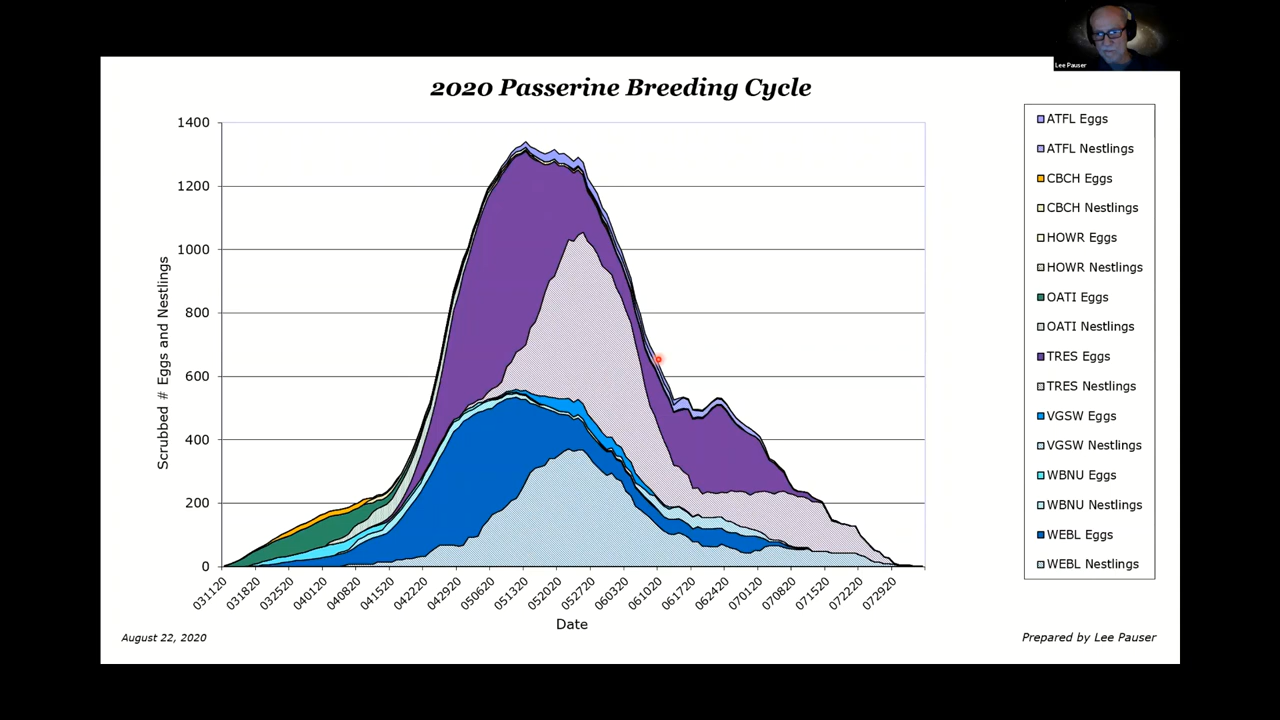 Lee Pauser
2020 Passerine Breeding Cycle
Scrubbed # Eggs and Nestlings
1400
1200
1000
800
600
400
200
0
031120
031820
032520
040120
040820
041520
042220
042920
050620
051320
052020
052720
060320
061020
061720
062420
070120
070820
071520
072220
072920
Date
ATFL Eggs
ATFL Nestlings
CBCH Eggs
CBCH Nestlings
HOWR Eggs
HOWR Nestlings
OATI Eggs
OATI Nestlings
TRES Eggs
TRES Nestlings
VGSW Eggs
VGSW Nestlings
WBNU Eggs
WBNU Nestlings
WEBL Eggs
WEBL Nestlings
August 22, 2020
Prepared by Lee Pauser